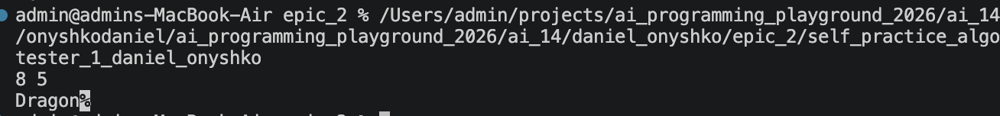 admin@admins-MacBook-Air epic_2 % /Users/admin/projects/ai_programming_playground_2026/ai_14
/onyshkodaniel/ai_programming_playground_2026/ai_14/daniel_onyshko/epic_2/self_practice_algo
tester_1_daniel_onyshko
8 5
Dragon%